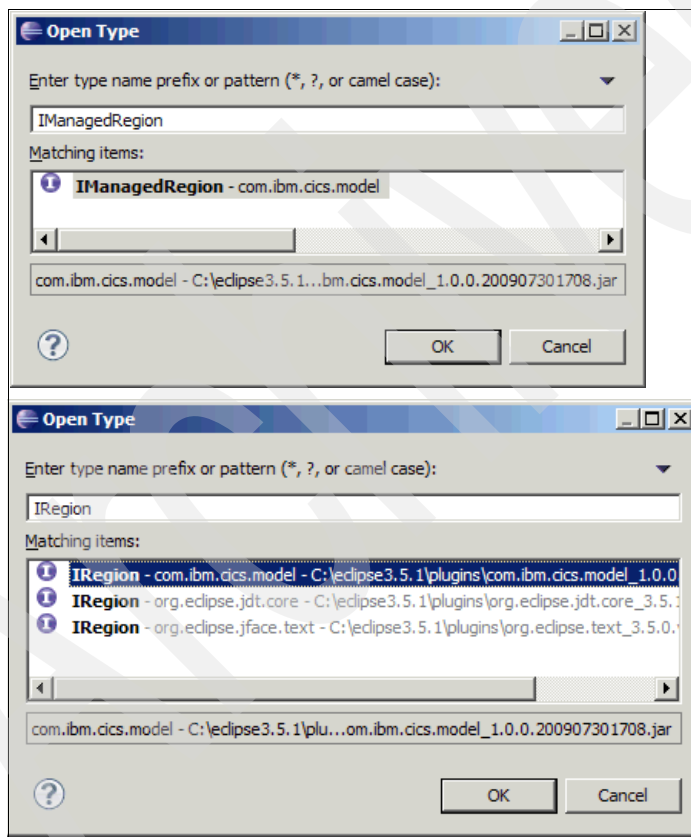 Open Type
Enter type name prefix or pattern (*, ?, or camel case):
IManagedRegion
Matching items:
IManagedRegion - com.ibm.cics.model
com.ibm.cics.model - C:\eclipse3.5.1...bm.cics.model_1.0.0.200907301708.jar
OK Cancel
Open Type
Enter type name prefix or pattern (*, ?, or camel case):
IRegion
Matching items:
IRegion - com.ibm.cics.model - C:\eclipse3.5.1\plugins\com.ibm.cics.model_1.0.0
IRegion - org.eclipse.jdt.core - C:\eclipse3.5.1\plugins\org.eclipse.jdt.core_3.5.1
IRegion - org.eclipse.jface.text - C:\eclipse3.5.1\plugins\org.eclipse.text_3.5.0.
com.ibm.cics.model - C:\eclipse3.5.1\plu...om.ibm.cics.model_1.0.0.200907301708.jar
OK Cancel